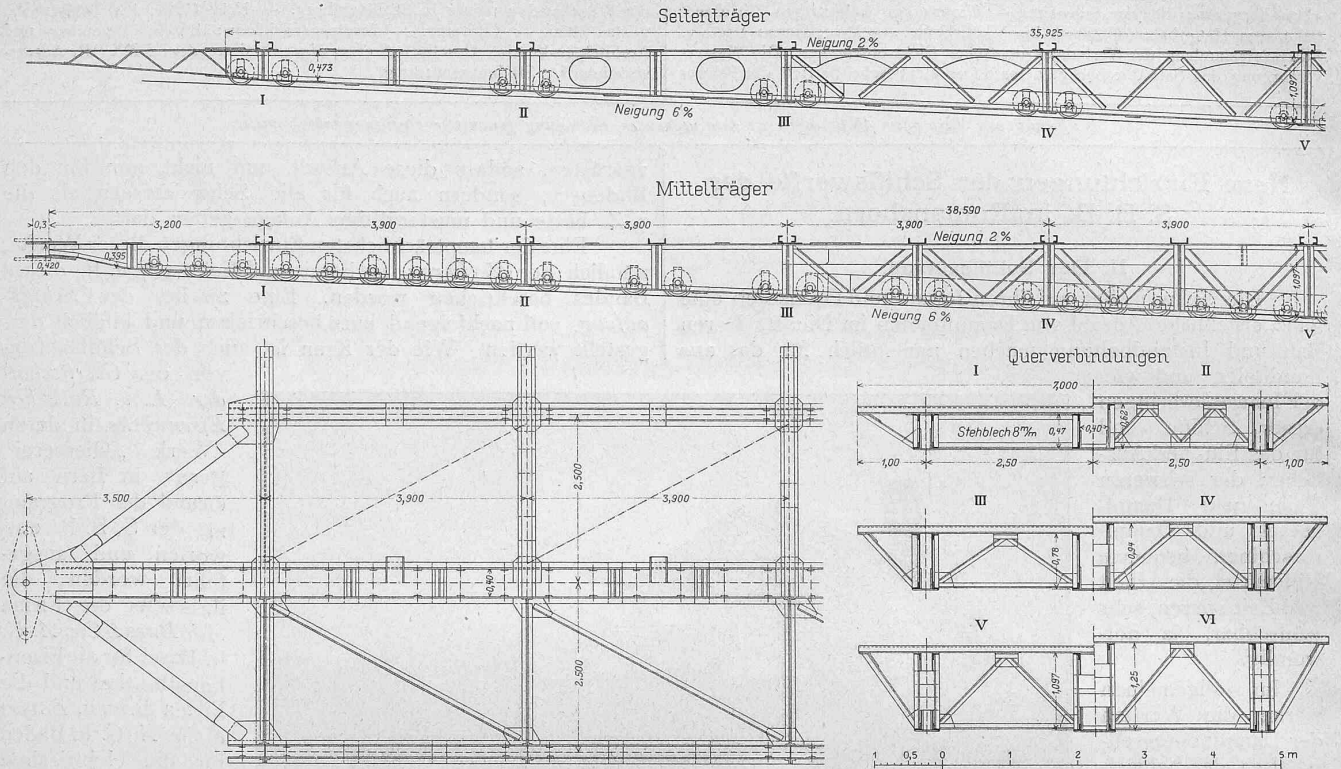 Seitenträger
35,925
Neigung 2%
0,473
1,097
Neigung 6%
I
II
III
IV
V
Mittelträger
38,590
0,3
3,200
3,900
3,900
3,900
3,900
Neigung 2%
0,420
0,395
1,097
Neigung 6%
I
II
III
IV
V
Querverbindungen
I
II
7,000
Stehblech 8 m/m
0,47
0,40
0,62
1,00
2,50
2,50
1,00
III
IV
0,78
0,94
V
VI
1,097
1,25
2,500
3,500
3,900
3,900
0,40
2,500
1
0,5
0
1
2
3
4
5 m